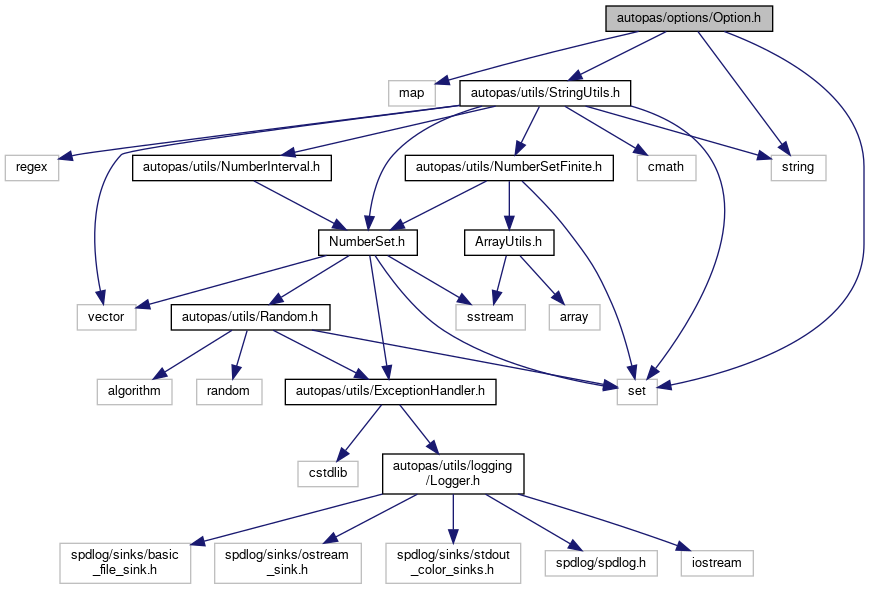 autopas/options/Option.h
map
autopas/utils/StringUtils.h
regex
autopas/utils/NumberInterval.h
autopas/utils/NumberSetFinite.h
cmath
string
NumberSet.h
ArrayUtils.h
vector
autopas/utils/Random.h
sstream
array
algorithm
random
autopas/utils/ExceptionHandler.h
set
cstdlib
autopas/utils/logging
/Logger.h
spdlog/sinks/basic
_file_sink.h
spdlog/sinks/ostream
_sink.h
spdlog/sinks/stdout
_color_sinks.h
spdlog/spdlog.h
iostream